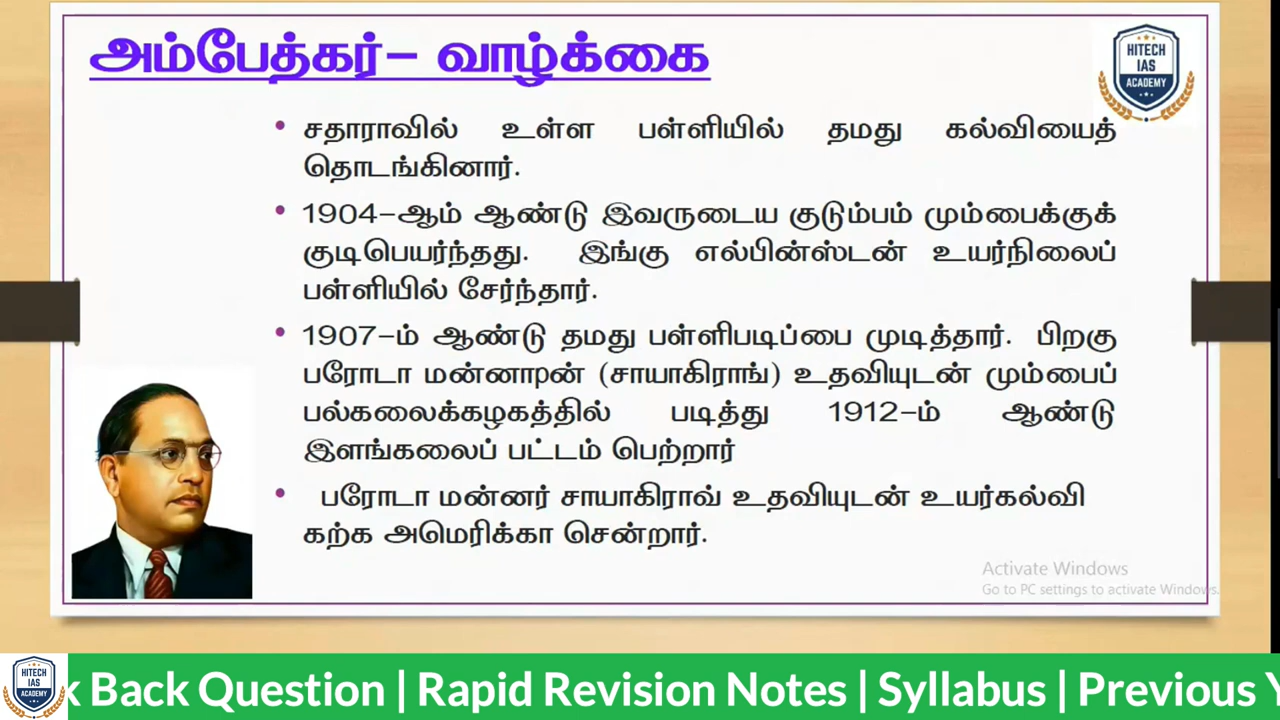 அம்பேத்கர்- வாழ்க்கை
HITECH
IAS
ACADEMY
• சதாராவில் உள்ள பள்ளியில் தமது கல்வியைத்
தொடங்கினார்.
• 1904-ஆம் ஆண்டு இவருடைய குடும்பம் மும்பைக்குக்
குடிபெயர்ந்தது. இங்கு எல்பின்ஸ்டன் உயர்நிலைப்
பள்ளியில் சேர்ந்தார்.
• 1907-ம் ஆண்டு தமது பள்ளிபடிப்பை முடித்தார். பிறகு
பரோடா மன்னாpன் (சாயாகிராங்) உதவியுடன் மும்பைப்
பல்கலைக்கழகத்தில் படித்து 1912-ம் ஆண்டு
இளங்கலைப் பட்டம் பெற்றார்
• பரோடா மன்னர் சாயாகிராவ் உதவியுடன் உயர்கல்வி
கற்க அமெரிக்கா சென்றார்.
Activate Windows
Go to PC settings to activate Windows.
HITECH
IAS
ACADEMY
k Back Question | Rapid Revision Notes | Syllabus | Previous Y